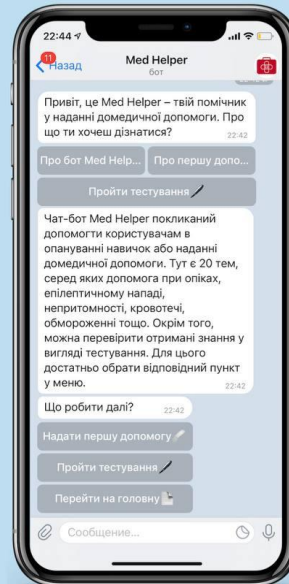 22:44
11
Назад
Med Helper
бот
Привіт, це Med Helper – твій помічник
у наданні домедичної допомоги. Про
що ти хочеш дізнатися?
22:42
Про бот Med Help...
Про першу допо...
Пройти тестування
Чат-бот Med Helper покликаний
допомогти користувачам в
опануванні навичок або наданні
домедичної допомоги. Тут є 20 тем,
серед яких допомога при опіках,
епілептичному нападі,
непритомності, кровотечі,
обмороженні тощо. Окрім того,
можна перевірити отримані знання у
вигляді тестування. Для цього
достатньо обрати відповідний пункт
у меню.
22:42
Що робити далі?
22:42
Надати першу допомогу
Пройти тестування
Перейти на головну
Сообщение...